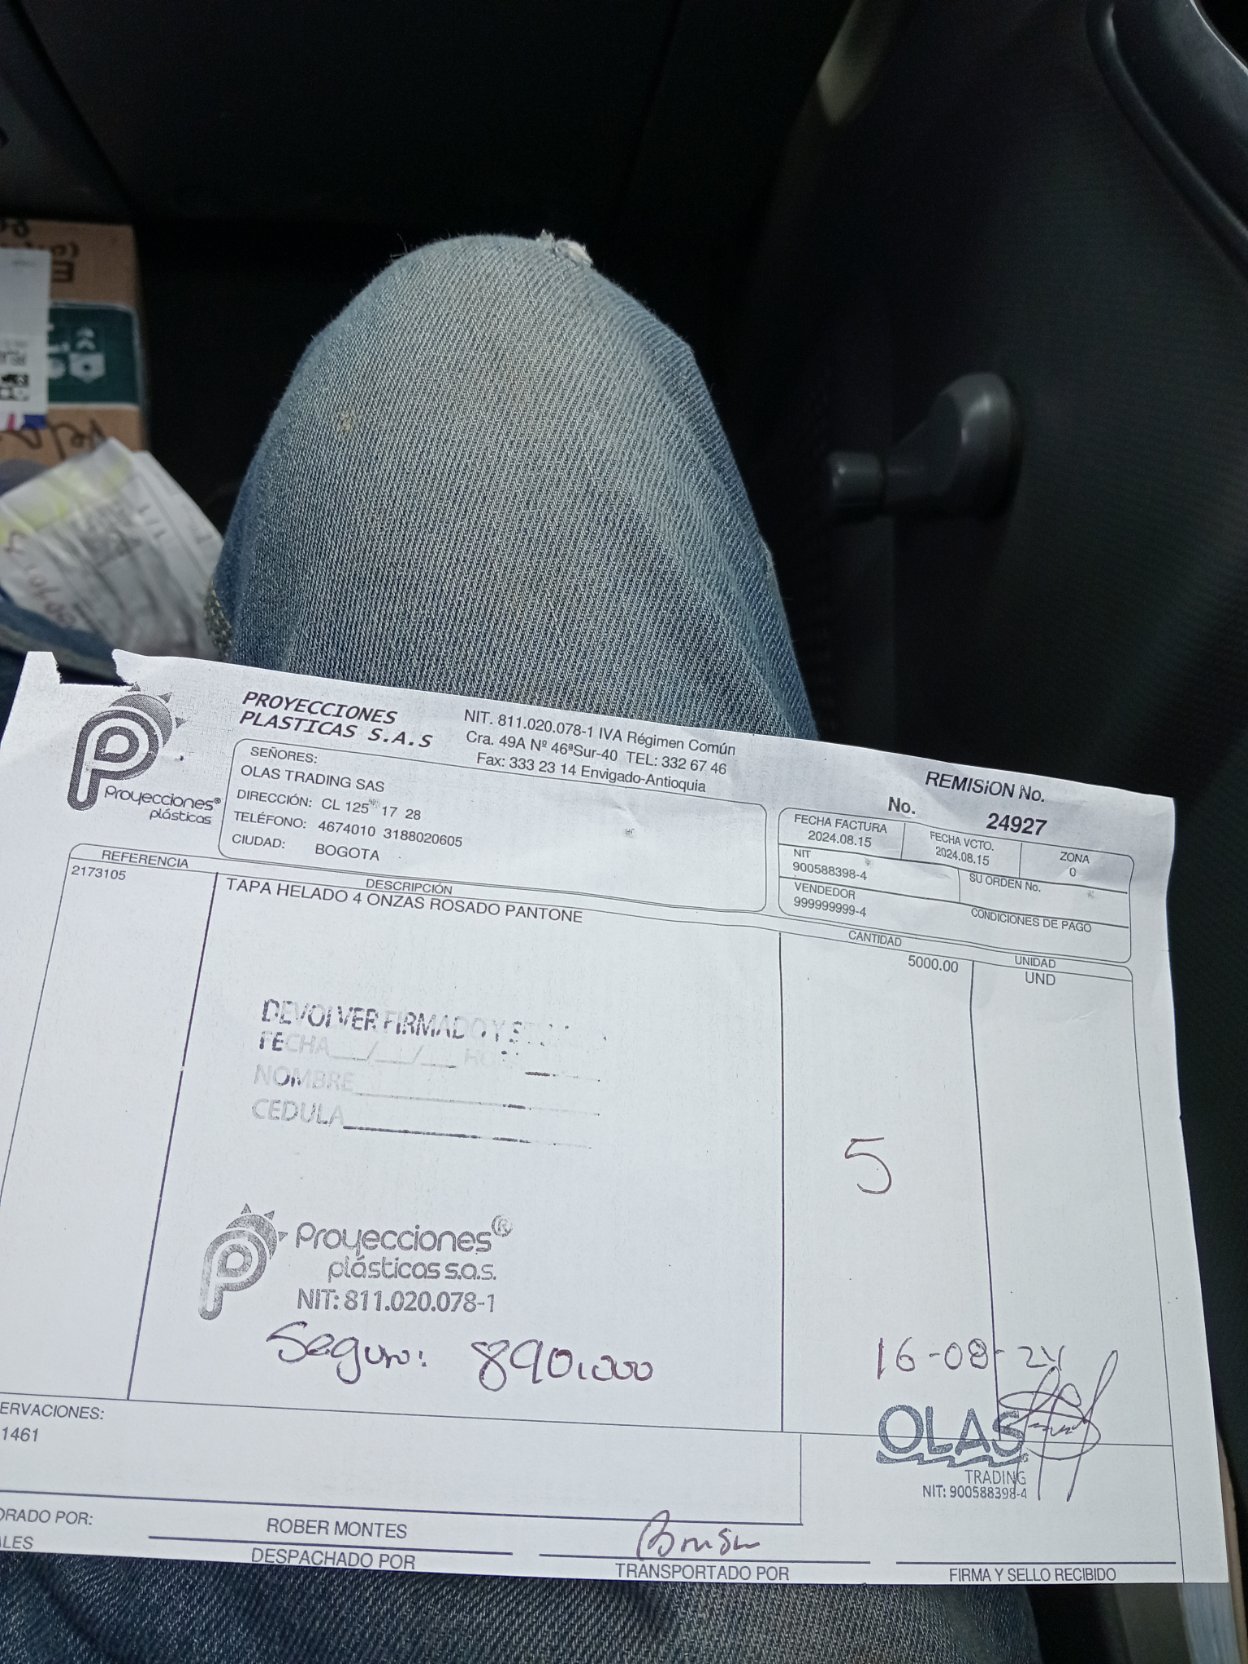 PROYECCIONES
PLASTICAS S.A.S
NIT. 811.020.078-1 IVA Régimen Común
Cra. 49A Nº 46ªSur-40 TEL: 332 67 46
Fax: 333 23 14 Envigado-Antioquia
Proyecciones®
plásticas
REMISiON No.
No. 24927
SEÑORES:
OLAS TRADING SAS
DIRECCIÓN: CL 125 17 28
TELÉFONO: 4674010 3188020605
CIUDAD: BOGOTA
FECHA FACTURA
2024.08.15
FECHA VCTO.
2024.08.15
ZONA
0
NIT
900588398-4
SU ORDEN No.
VENDEDOR
999999999-4
CONDICIONES DE PAGO
REFERENCIA DESCRIPCIÓN CANTIDAD UNIDAD
2173105 TAPA HELADO 4 ONZAS ROSADO PANTONE 5000.00 UND
DEVOLVER FIRMADO Y
FECHA / /
NOMBRE
CEDULA
5
Proyecciones®
plásticas s.a.s.
NIT: 811.020.078-1
Seguro: 890.000
16-08-24
OLAS
TRADING
NIT: 900588398-4
ERVACIONES:
1461
ORADO POR:
LES
ROBER MONTES
DESPACHADO POR
TRANSPORTADO POR
FIRMA Y SELLO RECIBIDO